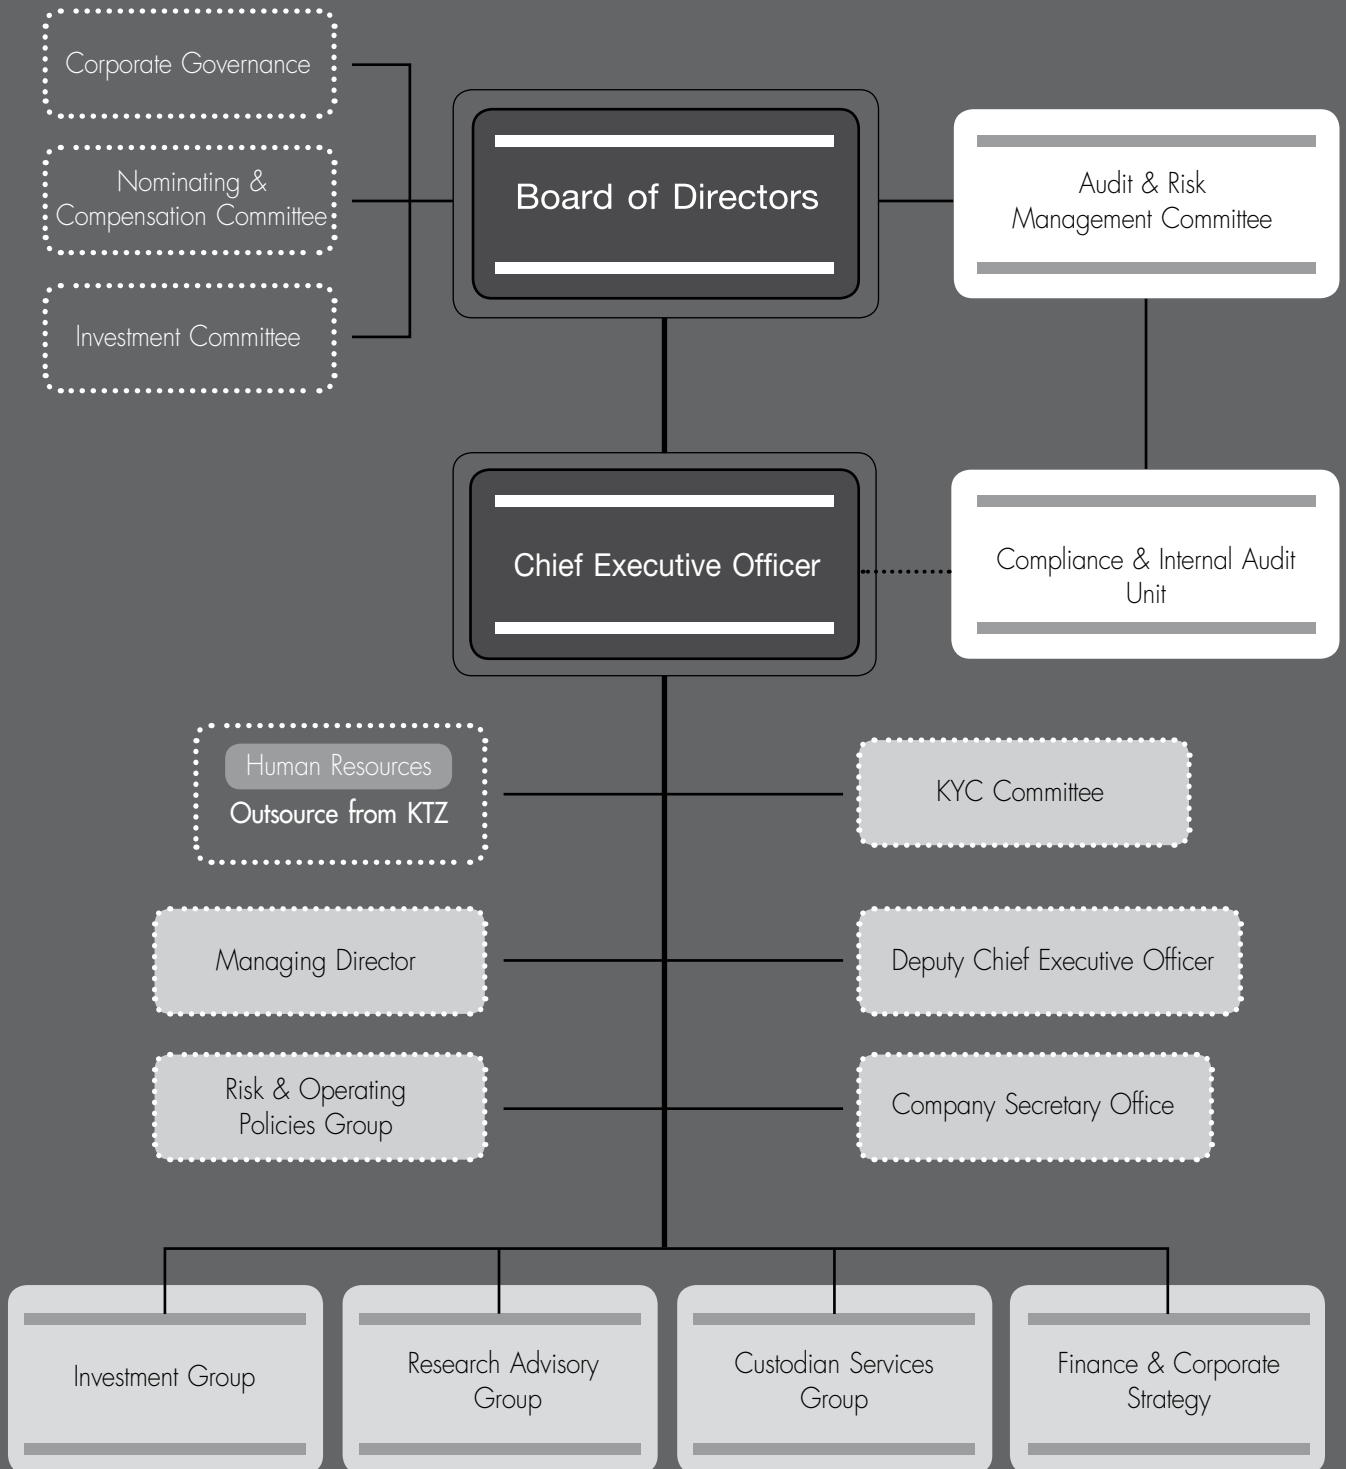 Corporate Governance
Nominating &
Compensation Committee
Investment Committee
Board of Directors
Audit & Risk
Management Committee
Chief Executive Officer
Compliance & Internal Audit
Unit
Human Resources
Outsource from KTZ
KYC Committee
Managing Director
Deputy Chief Executive Officer
Risk & Operating
Policies Group
Company Secretary Office
Investment Group
Research Advisory
Group
Custodian Services
Group
Finance & Corporate
Strategy